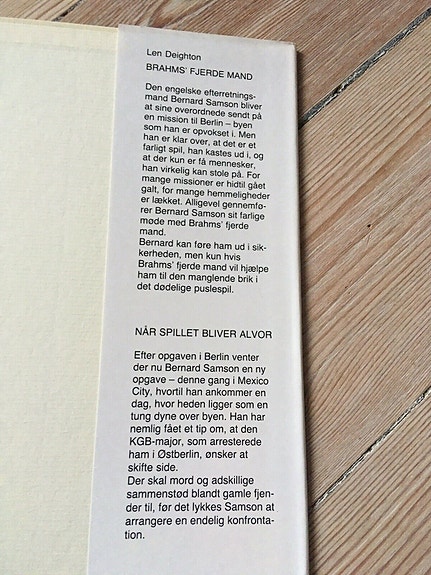 Len Deighton
BRAHMS' FJERDE MAND
Den engelske efterretnings-
mand Bernard Samson bliver
at sine overordnede sendt på
en mission til Berlin – byen
som han er opvokset i. Men
han er klar over, at det er et
farligt spil, han kastes ud i, og
at der kun er få mennesker,
han virkelig kan stole på. For
mange missioner er hidtil gået
galt, for mange hemmeligheder
er lækket. Alligevel gennemfø-
rer Bernard Samson sit farlige
møde med Brahms' fjerde
mand.
Bernard kan føre ham ud i sik-
kerheden, men kun hvis
Brahms' fjerde mand vil hjælpe
ham til den manglende brik i
det dødelige puslespil.
NÅR SPILLET BLIVER ALVOR
Efter opgaven i Berlin venter
der nu Bernard Samson en ny
opgave – denne gang i Mexico
City, hvortil han ankommer en
dag, hvor heden ligger som en
tung dyne over byen. Han har
nemlig fået et tip om, at den
KGB-major, som arresterede
ham i Østberlin, ønsker at
skifte side.
Der skal mord og adskillige
sammenstød blandt gamle fjen-
der til, før det lykkes Samson at
arrangere en endelig konfronta-
tion.